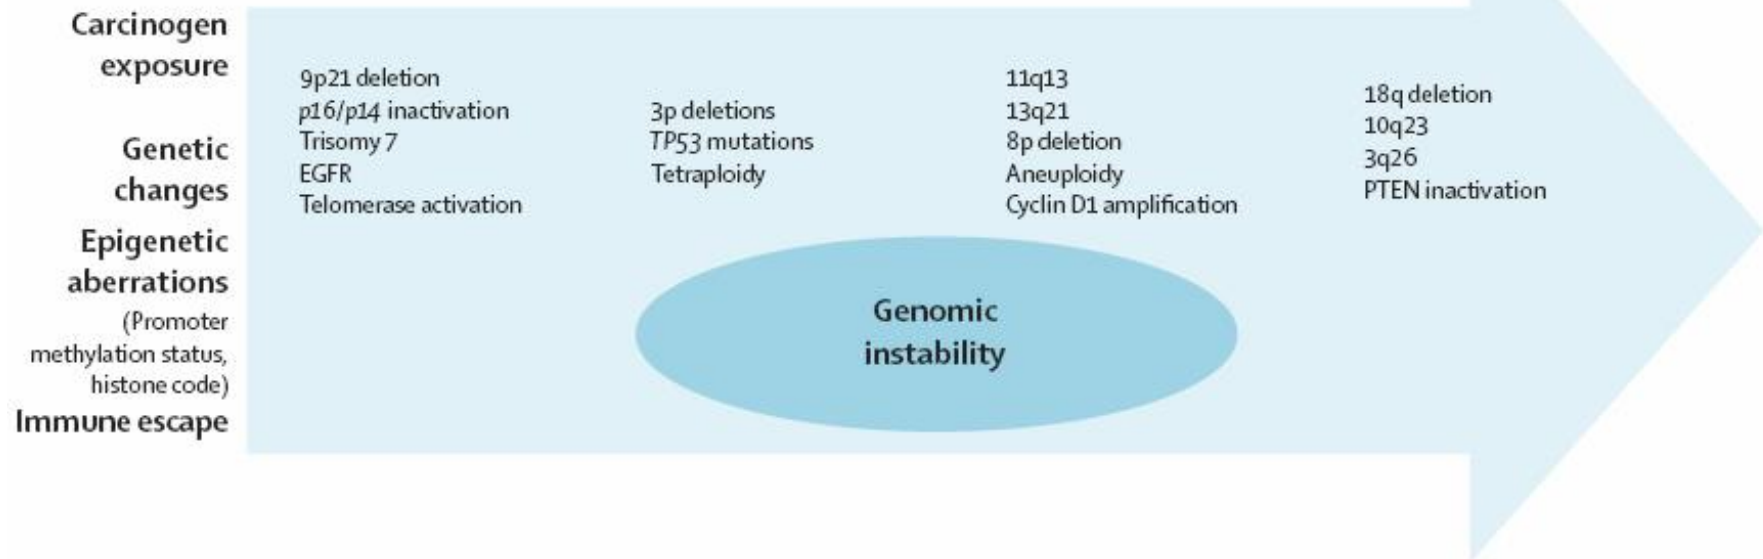 Carcinogen
exposure
Genetic
changes
Epigenetic
aberrations
(Promoter
methylation status,
histone code)
Immune escape
9p21 deletion
p16/p14 inactivation
Trisomy 7
EGFR
Telomerase activation
3p deletions
TP53 mutations
Tetraploidy
11q13
13q21
8p deletion
Aneuploidy
Cyclin D1 amplification
18q deletion
10q23
3q26
PTEN inactivation
Genomic
instability